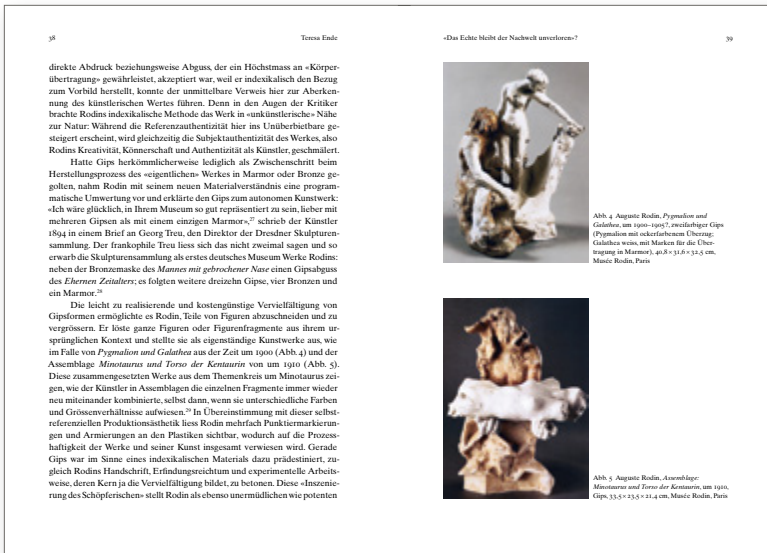 38
Teresa Ende
direkte Abdruck beziehungsweise Abguss, der ein Höchstmass an «Körper-
übertragung» gewährleistet, akzeptiert war, weil er indexikalisch den Bezug
zum Vorbild herstellt, konnte der unmittelbare Verweis hier zur Aberken-
nung des künstlerischen Wertes führen. Denn in den Augen der Kritiker
brachte Rodins indexikalische Methode das Werk in «unkünstlerische» Nähe
zur Natur: Während die Referenzauthentizität hier ins Unüberbietbare ge-
steigert erscheint, wird gleichzeitig die Subjektauthentizität des Werkes, also
Rodins Kreativität, Könnerschaft und Authentizität als Künstler, geschmälert.
Hatte Gips herkömmlicherweise lediglich als Zwischenschritt beim
Herstellungsprozess des «eigentlichen» Werkes in Marmor oder Bronze ge-
golten, nahm Rodin mit seinem neuen Materialverständnis eine program-
matische Umwertung vor und erklärte den Gips zum autonomen Kunstwerk:
«Ich wäre glücklich, in Ihrem Museum so gut repräsentiert zu sein, lieber mit
mehreren Gipsen als mit einem einzigen Marmor»,27 schrieb der Künstler
1894 in einem Brief an Georg Treu, den Direktor der Dresdner Skulpturen-
sammlung. Der frankophile Treu liess sich das nicht zweimal sagen und so
erwarb die Skulpturensammlung als erstes deutsches Museum Werke Rodins:
neben der Bronzemaske des Mannes mit gebrochener Nase einen Gipsabguss
des Ehernen Zeitalters; es folgten weitere dreizehn Gipse, vier Bronzen und
ein Marmor.28
Die leicht zu realisierende und kostengünstige Vervielfältigung von
Gipsformen ermöglichte es Rodin, Teile von Figuren abzuschneiden und zu
vergrössern. Er löste ganze Figuren oder Figurenfragmente aus ihrem ur-
sprünglichen Kontext und stellte sie als eigenständige Kunstwerke aus, wie
im Falle von Pygmalion und Galathea aus der Zeit um 1900 (Abb. 4) und der
Assemblage Minotaurus und Torso der Kentaurin von um 1910 (Abb. 5).
Diese zusammengesetzten Werke aus dem Themenkreis um Minotaurus zei-
gen, wie der Künstler in Assemblagen die einzelnen Fragmente immer wieder
neu miteinander kombinierte, selbst dann, wenn sie unterschiedliche Farben
und Grössenverhältnisse aufwiesen.29 In Übereinstimmung mit dieser selbst-
referenziellen Produktionsästhetik liess Rodin mehrfach Punktiermarkierun-
gen und Armierungen an den Plastiken sichtbar, wodurch auf die Prozess-
haftigkeit der Werke und seiner Kunst insgesamt verwiesen wird. Gerade
Gips war im Sinne eines indexikalischen Materials dazu prädestiniert, zu-
gleich Rodins Handschrift, Erfindungsreichtum und experimentelle Arbeits-
weise, deren Kern ja die Vervielfältigung bildet, zu betonen. Diese «Inszenie-
rung des Schöpferischen» stellt Rodin als ebenso unermüdlichen wie potenten
«Das Echte bleibt der Nachwelt unverloren»?
39
Abb. 4 Auguste Rodin, Pygmalion und
Galathea, um 1900–1905?, zweifarbiger Gips
(Pygmalion mit ockerfarbenem Überzug;
Galathea weiss, mit Marken für die Über-
tragung in Marmor), 40,8 × 31,6 × 32,5 cm,
Musée Rodin, Paris
Abb. 5 Auguste Rodin, Assemblage:
Minotaurus und Torso der Kentaurin, um 1910,
Gips, 33,5 × 23,5 × 21,4 cm, Musée Rodin, Paris